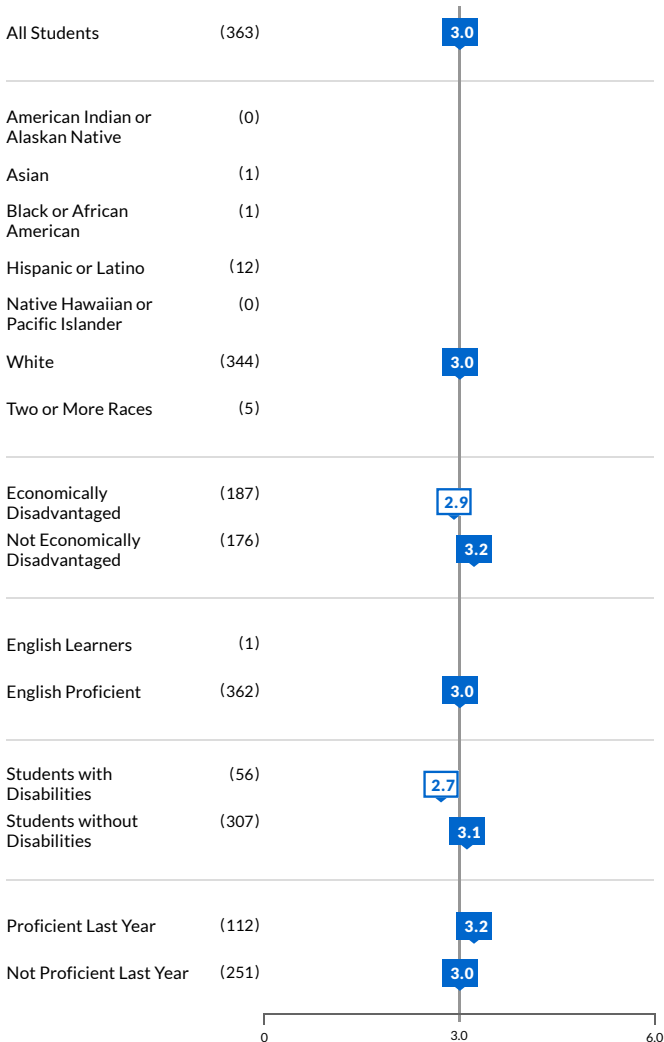 All Students (363) 3.0
American Indian or (0)
Alaskan Native
Asian (1)
Black or African (1)
American
Hispanic or Latino (12)
Native Hawaiian or (0)
Pacific Islander
White (344) 3.0
Two or More Races (5)
Economically (187) 2.9
Disadvantaged
Not Economically (176) 3.2
Disadvantaged
English Learners (1)
English Proficient (362) 3.0
Students with (56) 2.7
Disabilities
Students without (307) 3.1
Disabilities
Proficient Last Year (112) 3.2
Not Proficient Last Year (251) 3.0
0 3.0 6.0